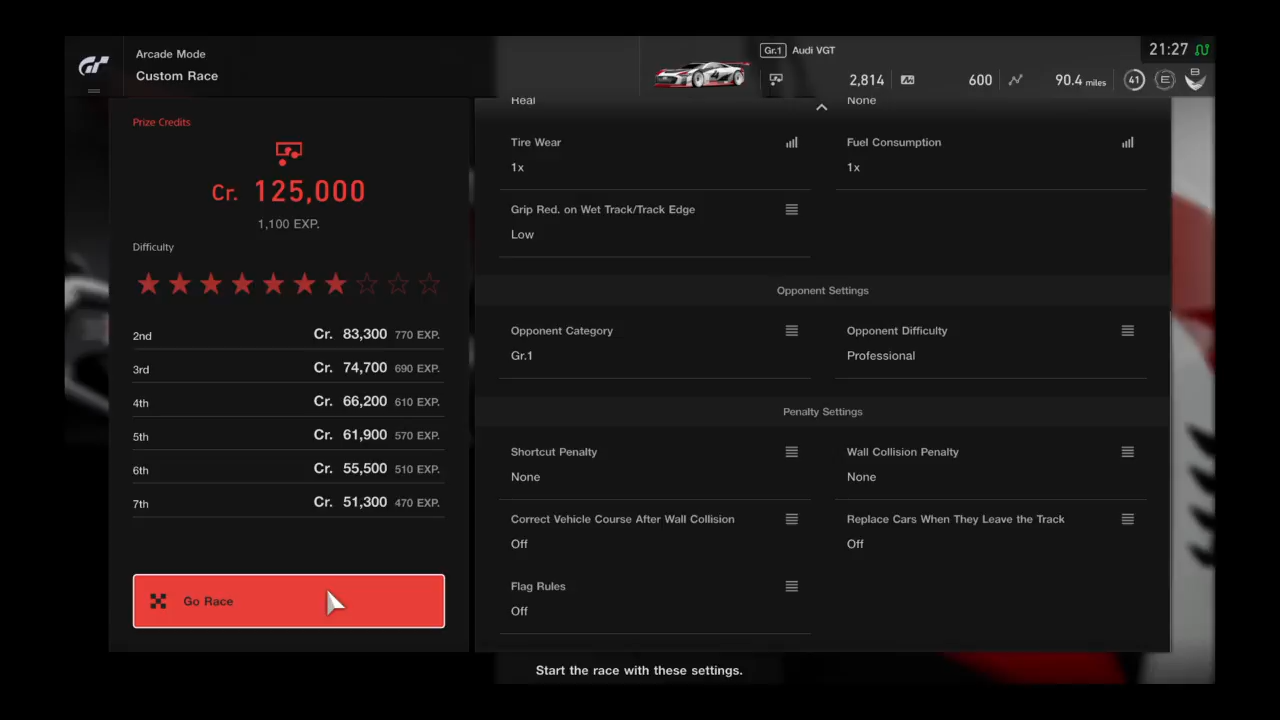 Arcade Mode
Custom Race
Gr.1 Audi VGT
21:27
2,814 600 90.4 miles 41 E B
Prize Credits
Cr. 125,000
1,100 EXP.
Difficulty
2nd Cr. 83,300 770 EXP.
3rd Cr. 74,700 690 EXP.
4th Cr. 66,200 610 EXP.
5th Cr. 61,900 570 EXP.
6th Cr. 55,500 510 EXP.
7th Cr. 51,300 470 EXP.
Go Race
Real None
Tire Wear Fuel Consumption
1x 1x
Grip Red. on Wet Track/Track Edge
Low
Opponent Settings
Opponent Category Opponent Difficulty
Gr.1 Professional
Penalty Settings
Shortcut Penalty Wall Collision Penalty
None None
Correct Vehicle Course After Wall Collision Replace Cars When They Leave the Track
Off Off
Flag Rules
Off
Start the race with these settings.